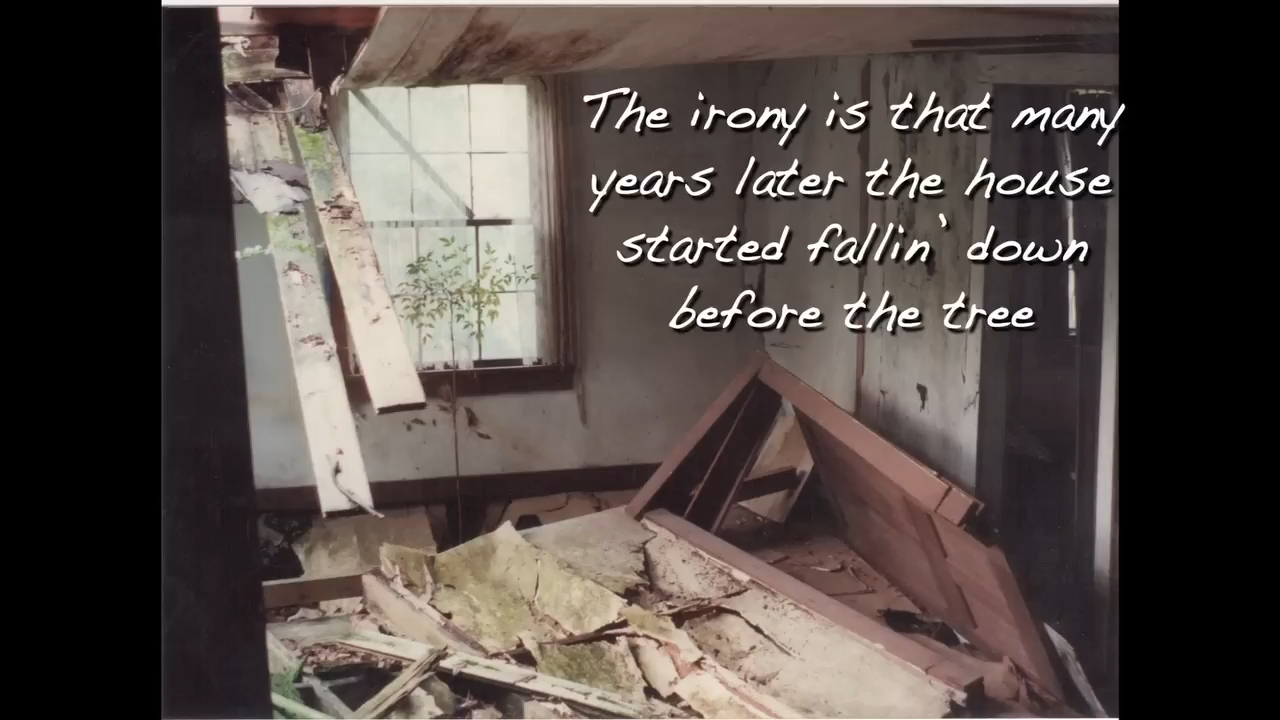 The irony is that many
years later the house
started fallin' down
before the tree